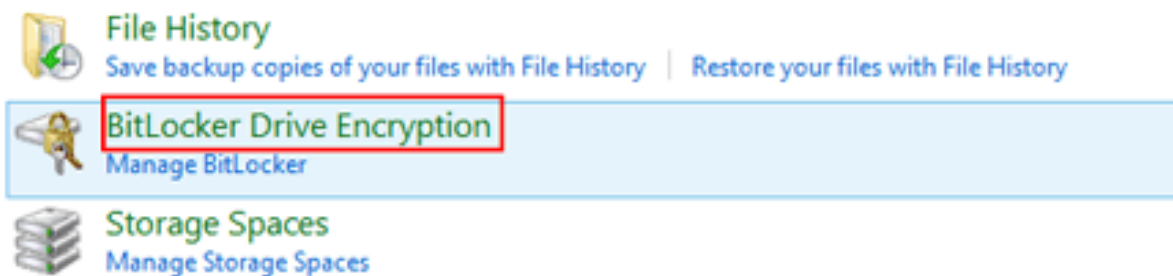 File History
Save backup copies of your files with File History | Restore your files with File History
BitLocker Drive Encryption
Manage BitLocker
Storage Spaces
Manage Storage Spaces